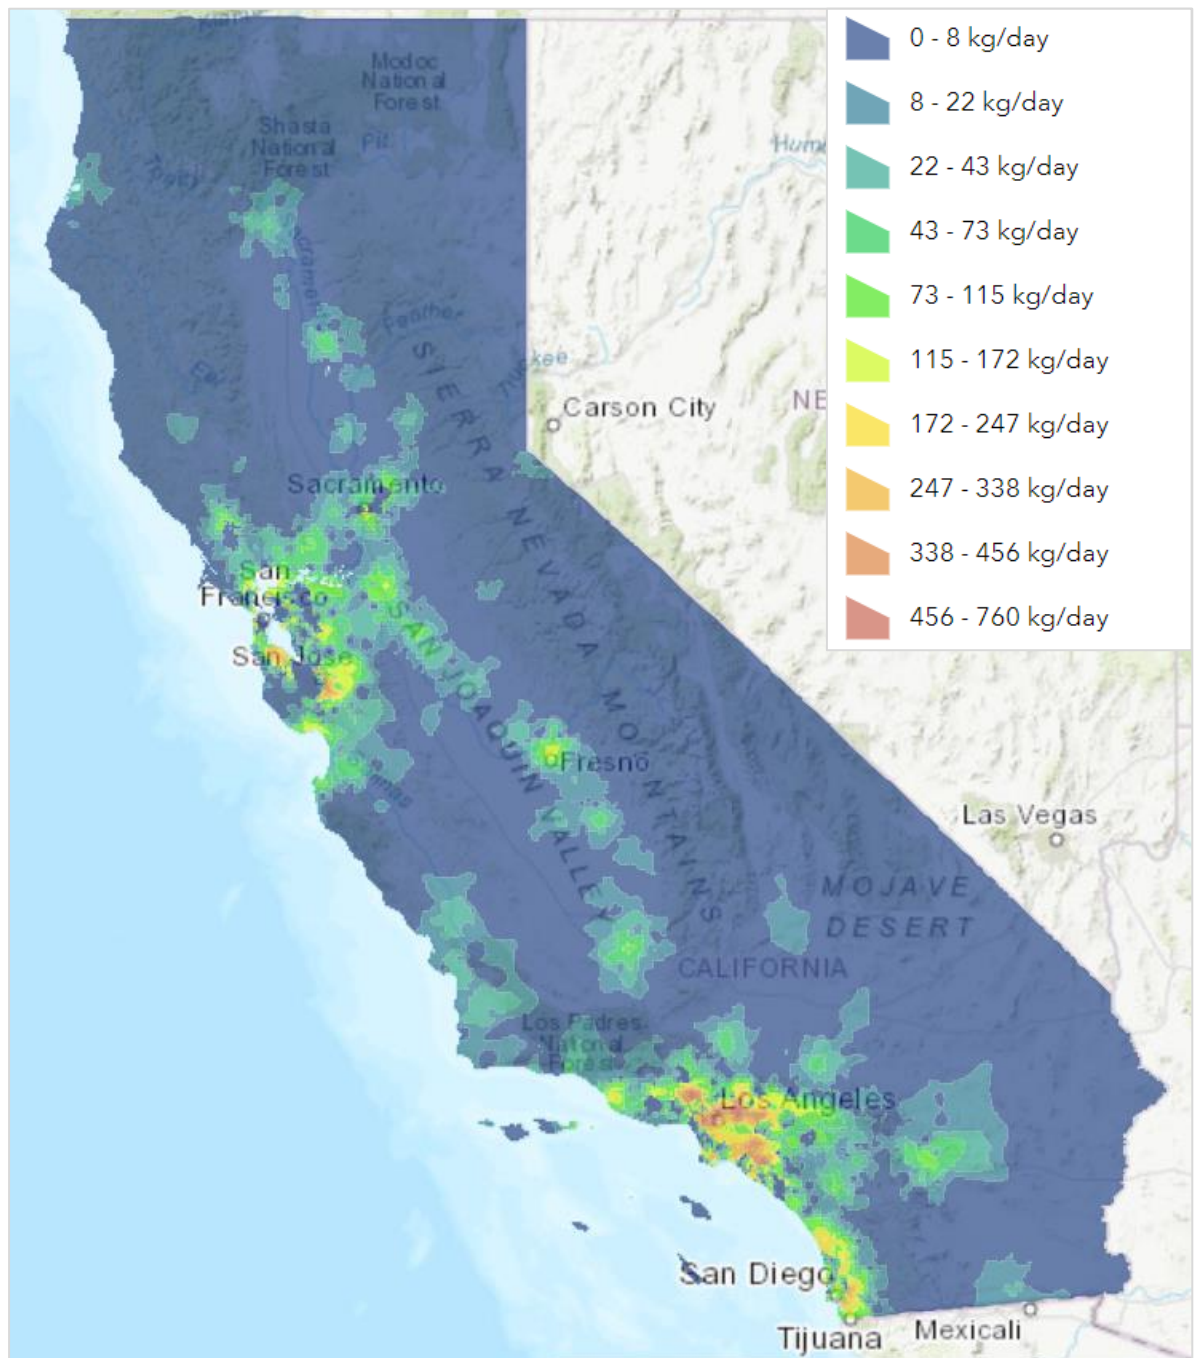 0 - 8 kg/day
8 - 22 kg/day
22 - 43 kg/day
43 - 73 kg/day
73 - 115 kg/day
115 - 172 kg/day
172 - 247 kg/day
247 - 338 kg/day
338 - 456 kg/day
456 - 760 kg/day
Modoc
National
Forest
Shasta
National
Forest
Pit
Humb
Carson City
NE
SIERRA NEVADA MOUNTAINS
Sacramento
San
Francisco
San Jose
SAN JOAQUIN VALLEY
Fresno
Las Vegas
MOJAVE
DESERT
CALIFORNIA
Los Padres
National
Forest
Los Angeles
San Diego
Tijuana
Mexicali